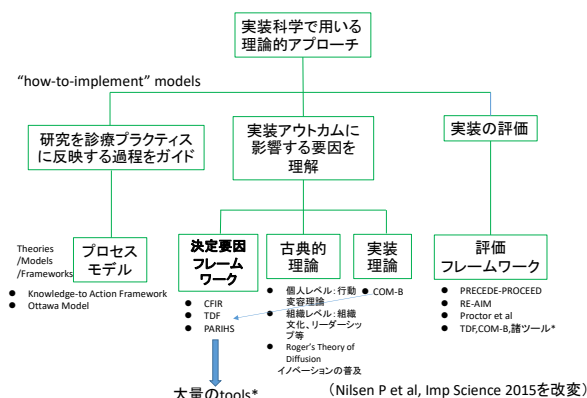 実装科学で用いる
理論的アプローチ
“how-to-implement” models
研究を診療プラクティス
に反映する過程をガイド
実装アウトカムに
影響する要因を
理解
実装の評価
Theories
/Models
/Frameworks
プロセス
モデル
決定要因
フレーム
ワーク
古典的
理論
実装
理論
評価
フレームワーク
● Knowledge-to Action Framework
● Ottawa Model
● CFIR
● TDF
● PARIHS
● 個人レベル：行動
変容理論
● 組織レベル：組織
文化、リーダーシッ
プ等
● Roger's Theory of
Diffusion
イノベーションの普及
● COM-B
● PRECEDE-PROCEED
● RE-AIM
● Proctor et al
● TDF,COM-B,諸ツール*
大量のtools*
（Nilsen P et al, Imp Science 2015を改変）